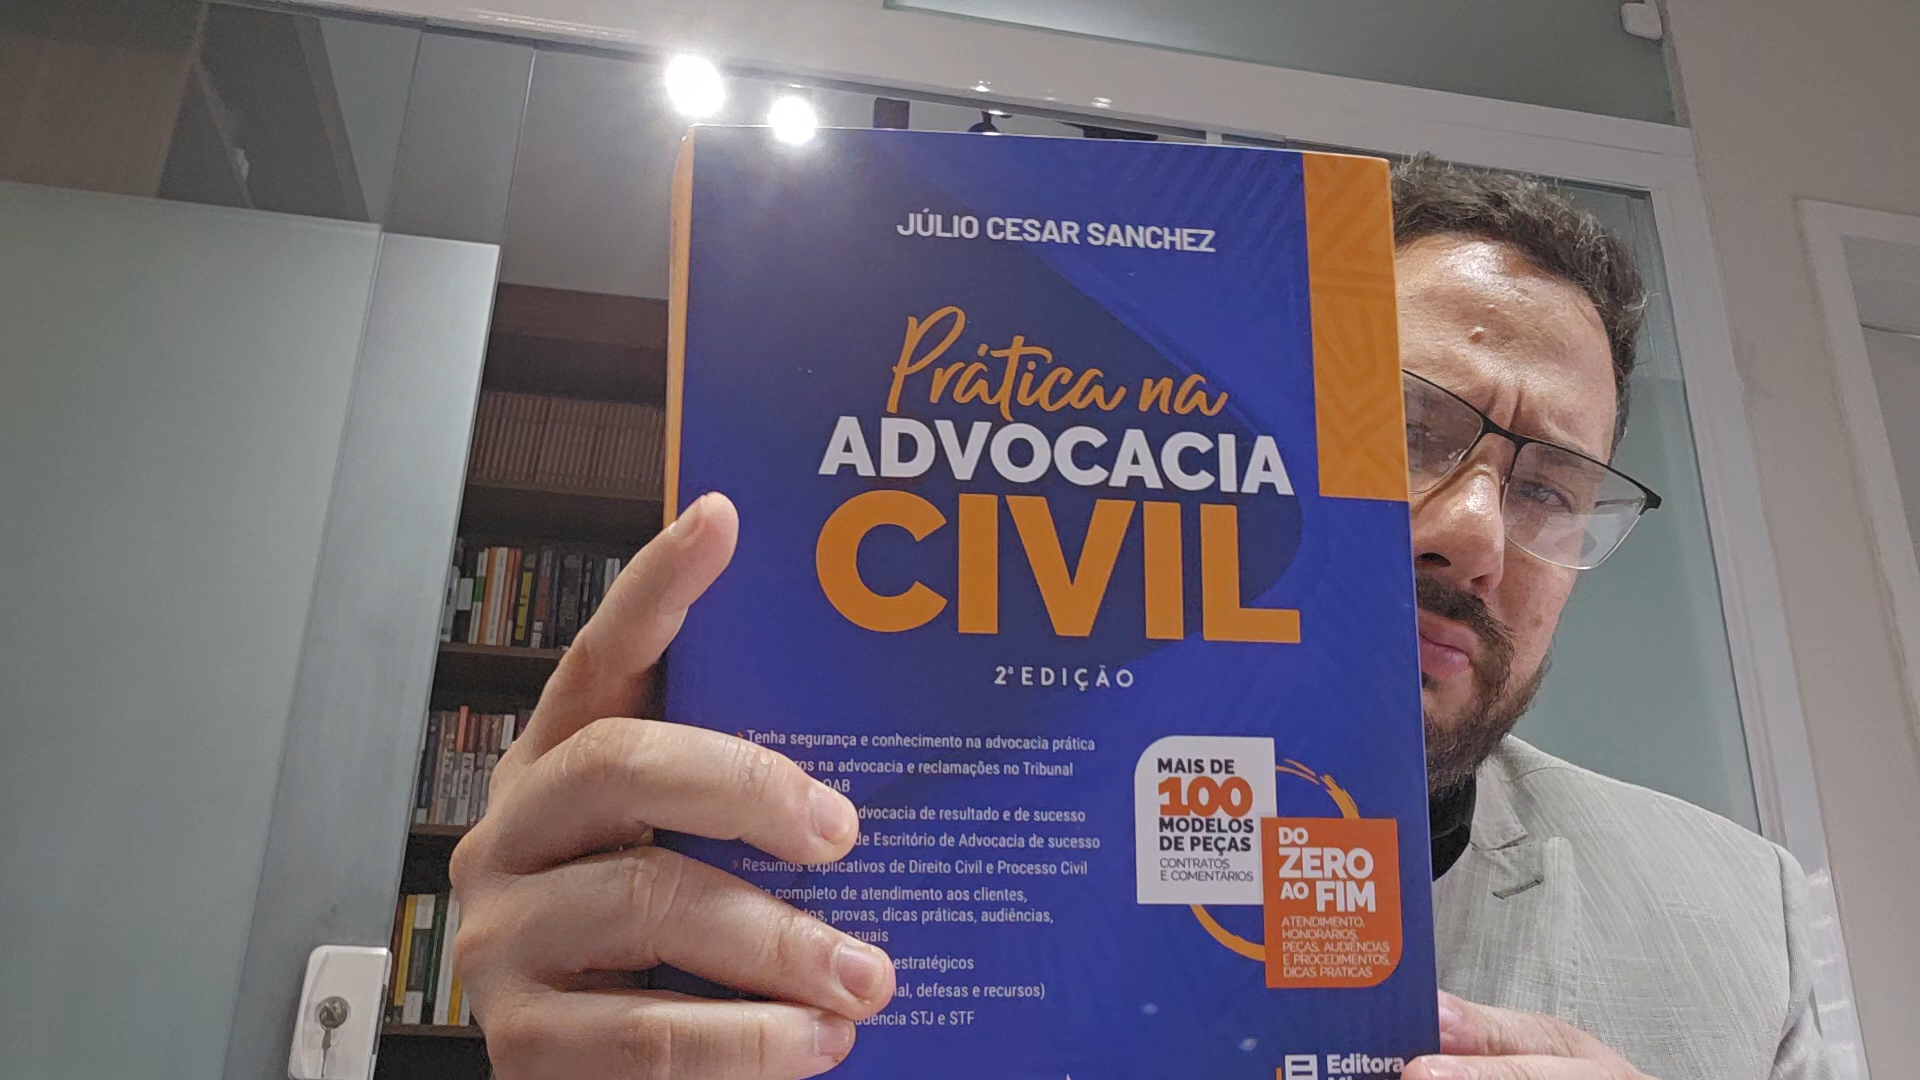 JÚLIO CESAR SANCHEZ
Prática na
ADVOCACIA
CIVIL
2ª EDIÇÃO
Tenha segurança e conhecimento na advocacia prática
na advocacia e reclamações no Tribunal
OAB
advocacia de resultado e de sucesso
de Escritório de Advocacia de sucesso
Resumos explicativos de Direito Civil e Processo Civil
completo de atendimento aos clientes,
provas, dicas práticas, audiências,
estratégicos
defesas e recursos)
STJ e STF
MAIS DE
100
MODELOS
DE PEÇAS
CONTRATOS
E COMENTÁRIOS
DO
ZERO
AO FIM
ATENDIMENTO,
HONORÁRIOS,
PEÇAS, AUDIÊNCIAS
E PROCEDIMENTOS,
DICAS PRÁTICAS
Editora